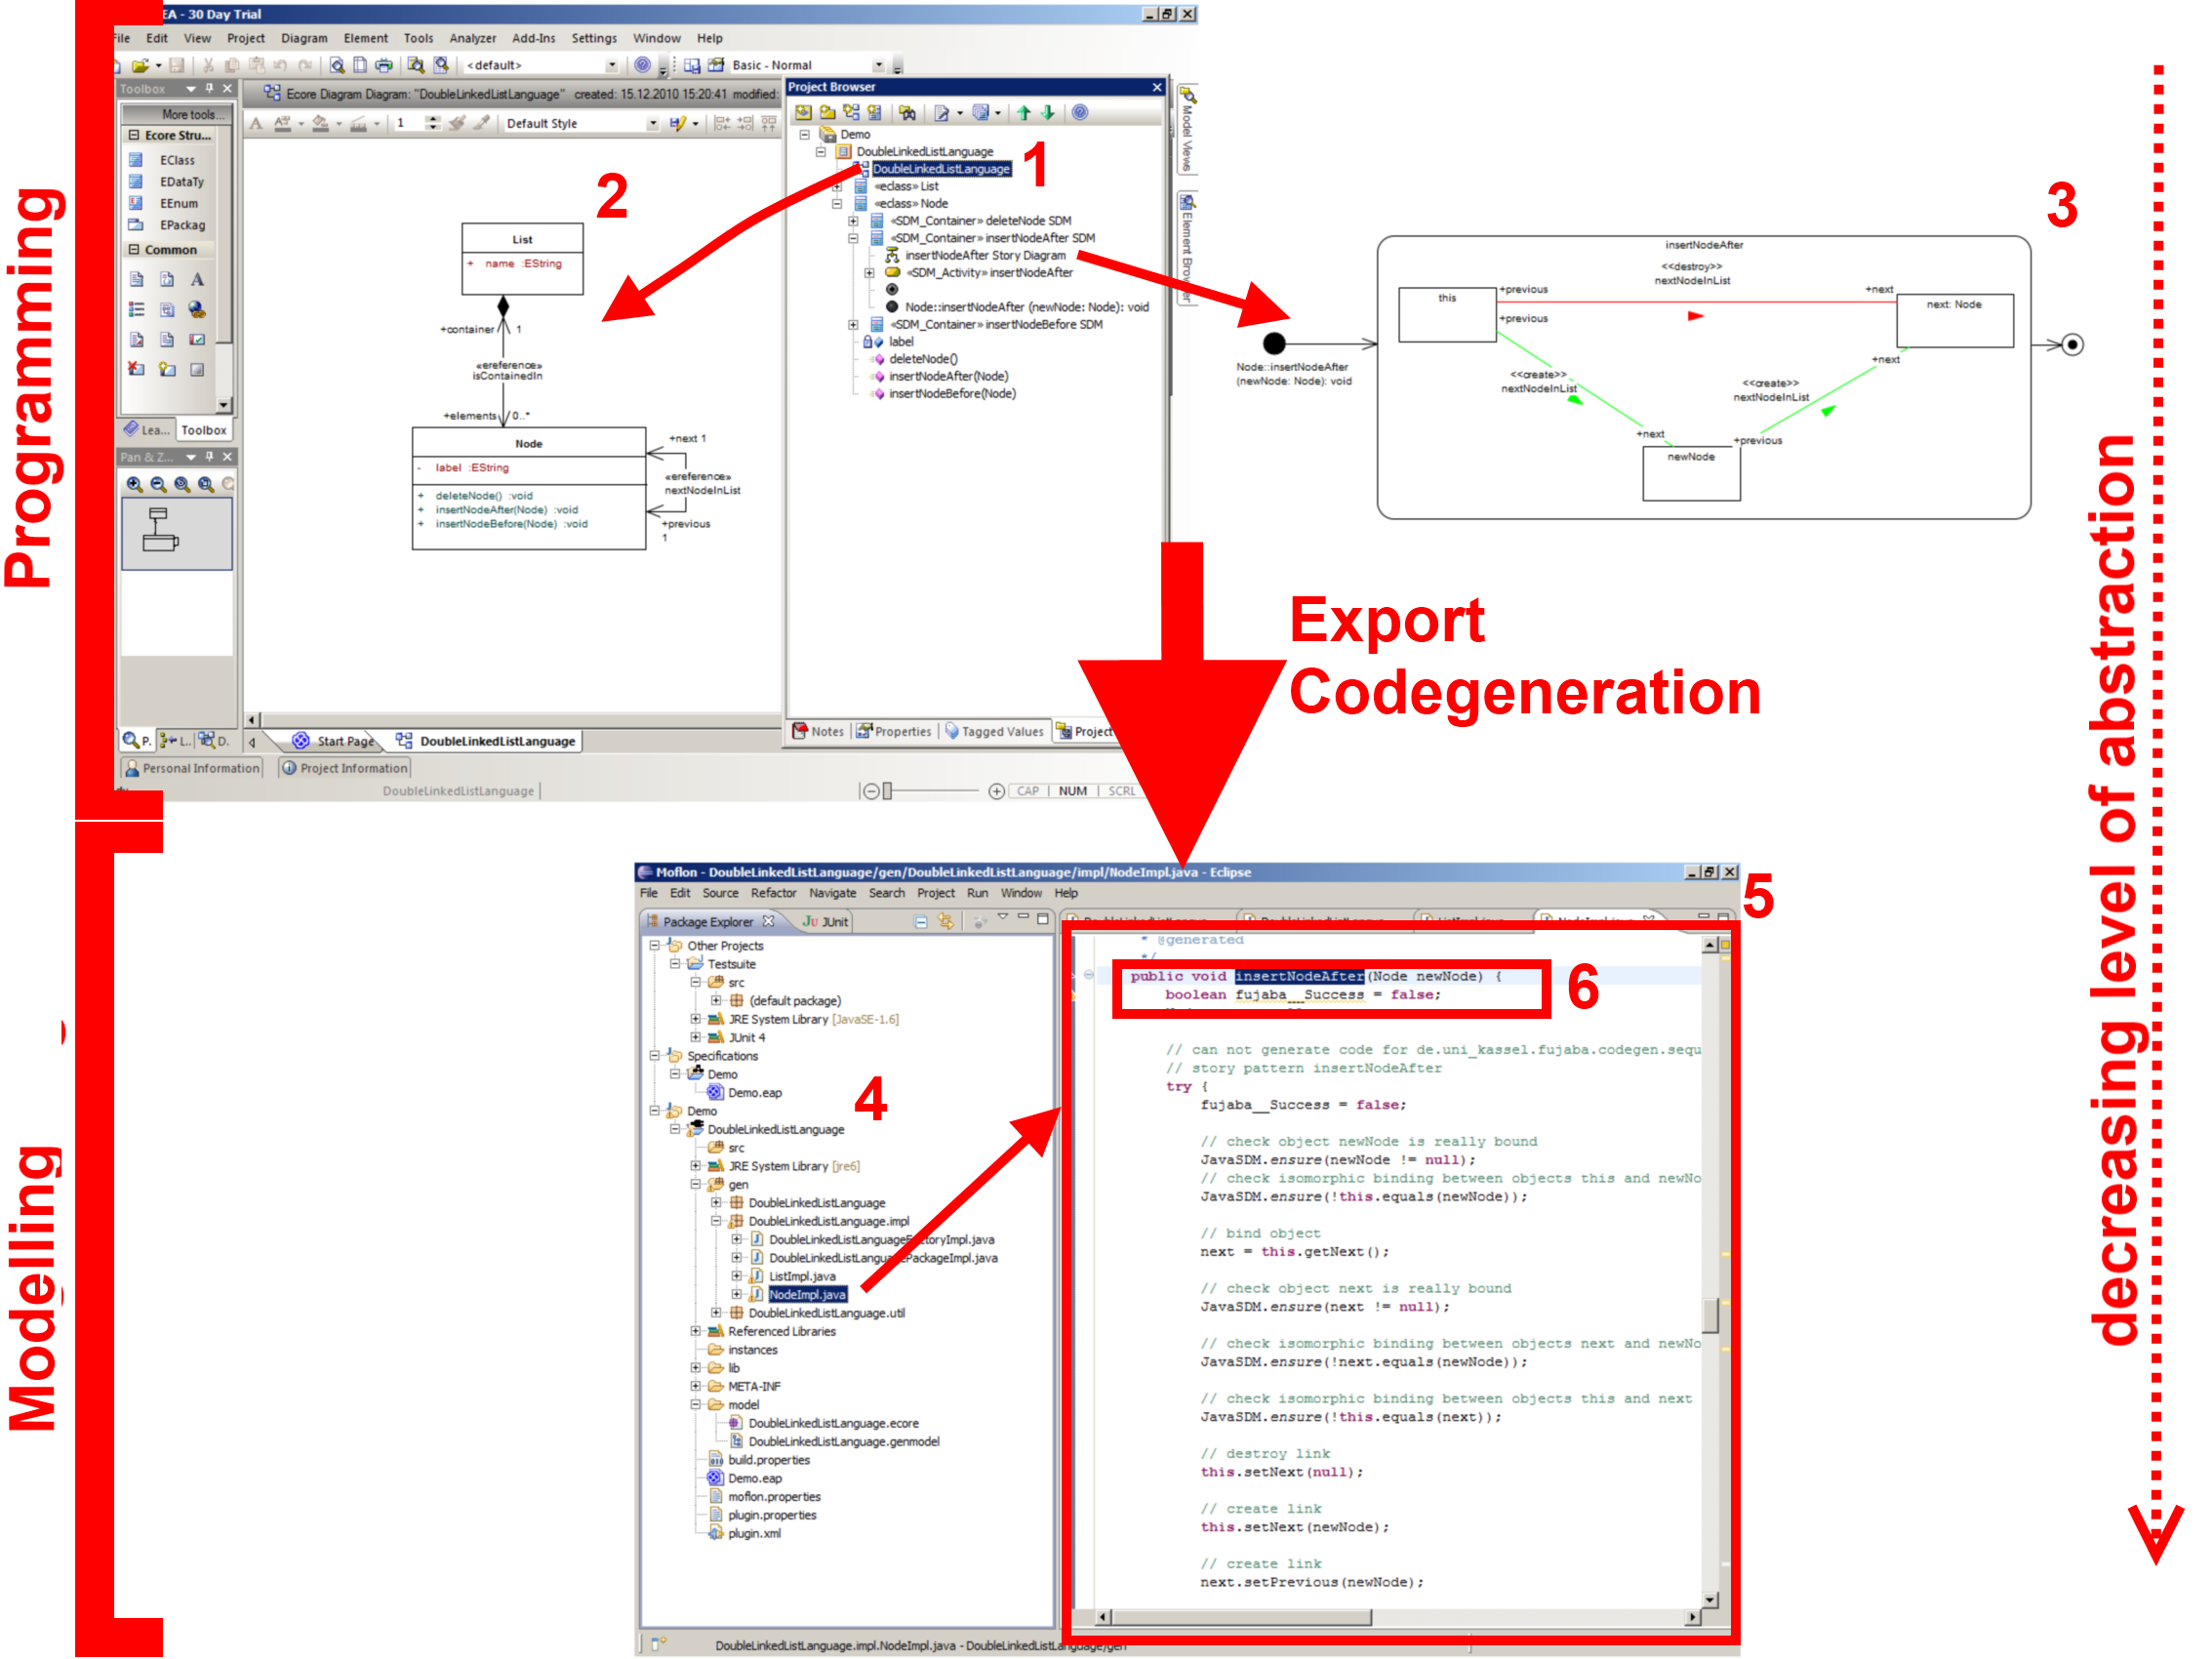 Programming
Modelling
EA - 30 Day Trial
File Edit View Project Diagram Element Tools Analyzer Add-Ins Settings Window Help
<default> Basic - Normal
Toolbox
More tools...
Ecore Stru...
EClass
EDataTy
EEnum
EPackag
Common
Lea... Toolbox
Pan & Z...
P. L.. D.
Ecore Diagram Diagram: "DoubleLinkedListLanguage" created: 15.12.2010 15:20:41 modified:
1 Default Style
2
List
+ name :EString
+container 1
«ereference»
isContainedIn
+elements 0..*
Node
- label :EString
+ deleteNode() :void
+ insertNodeAfter(Node) :void
+ insertNodeBefore(Node) :void
+next 1
«ereference»
nextNodeInList
+previous
1
Start Page DoubleLinkedListLanguage
Personal Information Project Information
DoubleLinkedListLanguage CAP NUM SCRL
Project Browser
1
Demo
DoubleLinkedListLanguage
DoubleLinkedListLanguage
«eclass» List
«eclass» Node
«SDM_Container» deleteNode SDM
«SDM_Container» insertNodeAfter SDM
insertNodeAfter Story Diagram
«SDM_Activity» insertNodeAfter
Node::insertNodeAfter (newNode: Node): void
«SDM_Container» insertNodeBefore SDM
label
deleteNode()
insertNodeAfter(Node)
insertNodeBefore(Node)
Notes Properties Tagged Values Project
Model Views
Element Browser
3
insertNodeAfter
<<destroy>>
nextNodeInList
this
+previous
+next
next: Node
+previous
+next
<<create>>
nextNodeInList
<<create>>
nextNodeInList
+next
+previous
newNode
Node::insertNodeAfter
(newNode: Node): void
Export
Codegeneration
decreasing level of abstraction
Moflon - DoubleLinkedListLanguage/gen/DoubleLinkedListLanguage/impl/NodeImpl.java - Eclipse
File Edit Source Refactor Navigate Search Project Run Window Help
5
Package Explorer JUnit
Other Projects
Testsuite
src
(default package)
JRE System Library [JavaSE-1.6]
JUnit 4
Specifications
Demo
Demo.eap
4
Demo
DoubleLinkedListLanguage
src
JRE System Library [jre6]
gen
DoubleLinkedListLanguage
DoubleLinkedListLanguage.impl
DoubleLinkedListLanguageFactoryImpl.java
DoubleLinkedListLanguagePackageImpl.java
ListImpl.java
NodeImpl.java
DoubleLinkedListLanguage.util
Referenced Libraries
instances
lib
META-INF
model
DoubleLinkedListLanguage.ecore
DoubleLinkedListLanguage.genmodel
build.properties
Demo.eap
moflon.properties
plugin.properties
plugin.xml
* @generated
*/
public void insertNodeAfter(Node newNode) {
boolean fujaba__Success = false;
6
// can not generate code for de.uni_kassel.fujaba.codegen.sequ
// story pattern insertNodeAfter
try {
fujaba__Success = false;
// check object newNode is really bound
JavaSDM.ensure(newNode != null);
// check isomorphic binding between objects this and newNo
JavaSDM.ensure(!this.equals(newNode));
// bind object
next = this.getNext();
// check object next is really bound
JavaSDM.ensure(next != null);
// check isomorphic binding between objects next and newNo
JavaSDM.ensure(!next.equals(newNode));
// check isomorphic binding between objects this and next
JavaSDM.ensure(!this.equals(next));
// destroy link
this.setNext(null);
// create link
this.setNext(newNode);
// create link
next.setPrevious(newNode);
DoubleLinkedListLanguage.impl.NodeImpl.java - DoubleLinkedListLanguage/gen